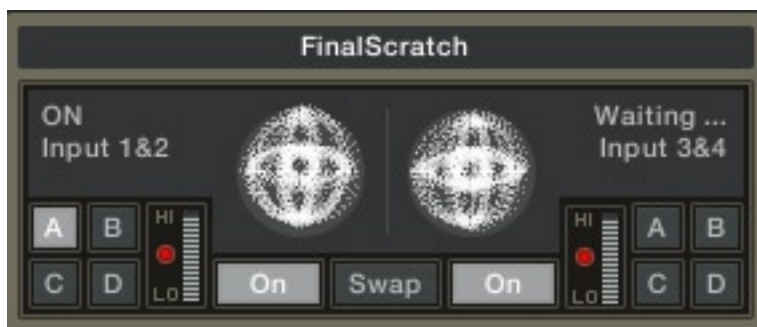 FinalScratch
ON
Input 1&2
Waiting ...
Input 3&4
A B
HI
HI
A B
C D
LO
On Swap On
LO
C D